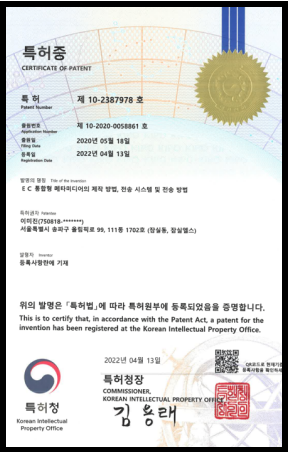 특허증
CERTIFICATE OF PATENT
특 허
Patent Number
제 10-2387978 호
출원번호
Application Number
제 10-2020-0058861 호
출원일
Filing Date
2020년 05월 18일
등록일
Registration Date
2022년 04월 13일
발명의 명칭 Title of the Invention
E C 통합형 메타미디어의 제작 방법, 전송 시스템 및 전송 방법
특허권자 Patentee
이미진(750818-*******)
서울특별시 송파구 올림픽로 99, 111동 1702호 (잠실동, 잠실엘스)
발명자 Inventor
등록사항란에 기재
위의 발명은 「특허법」에 따라 특허원부에 등록되었음을 증명합니다.
This is to certify that, in accordance with the Patent Act, a patent for the
invention has been registered at the Korean Intellectual Property Office.
2022년 04월 13일
QR코드로 현재기준
등록사항을 확인하세요
특허청장
COMMISSIONER,
KOREAN INTELLECTUAL PROPERTY OFFICE
김 용 래
특허청
Korean Intellectual
Property Office